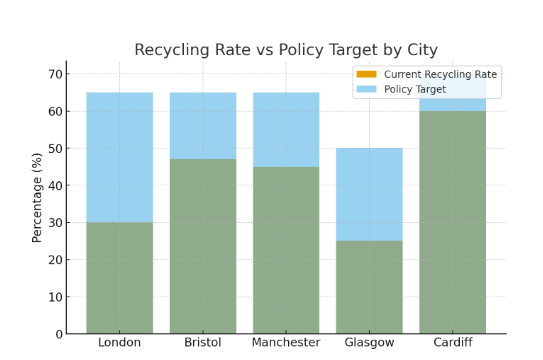 Recycling Rate vs Policy Target by City
Current Recycling Rate
Policy Target
Percentage (%)
70
60
50
40
30
20
10
0
London Bristol Manchester Glasgow Cardiff